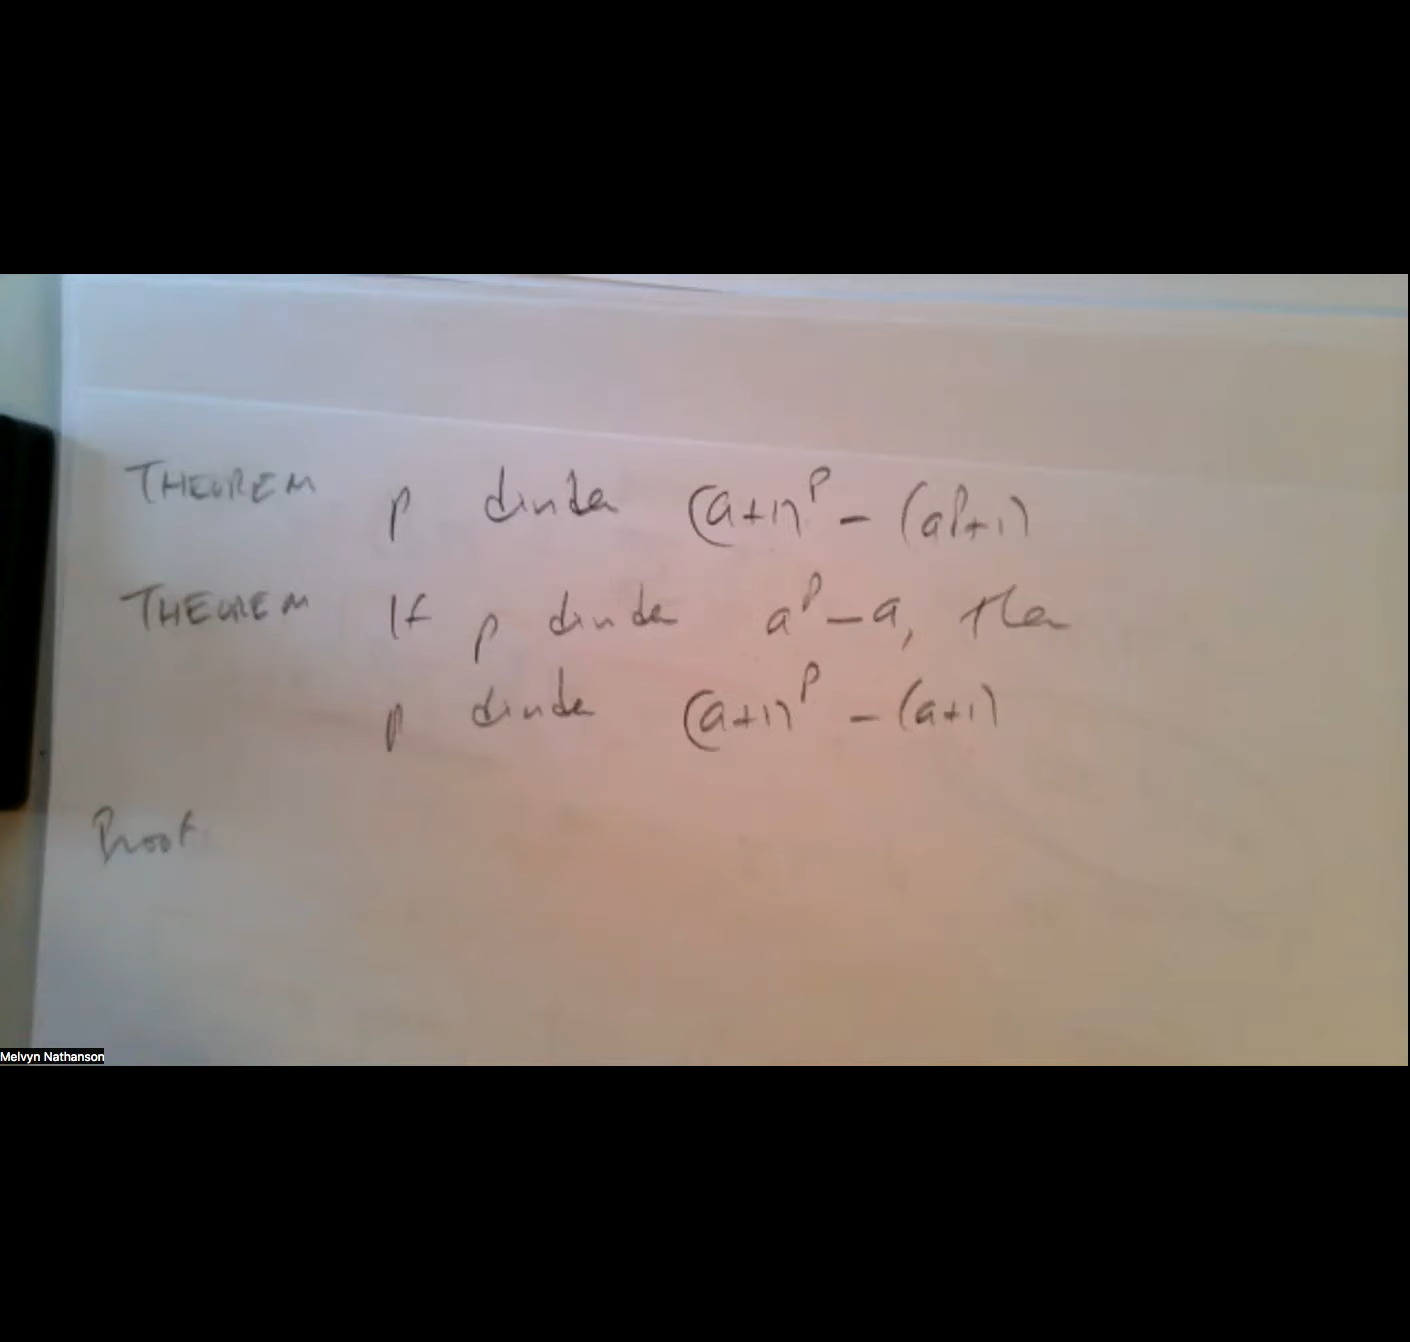 THEOREM p divides (a+1)^p - (a^p+1)
THEOREM If p divides a^p - a, then
p divides (a+1)^p - (a+1)
Proof.
Melvyn Nathanson